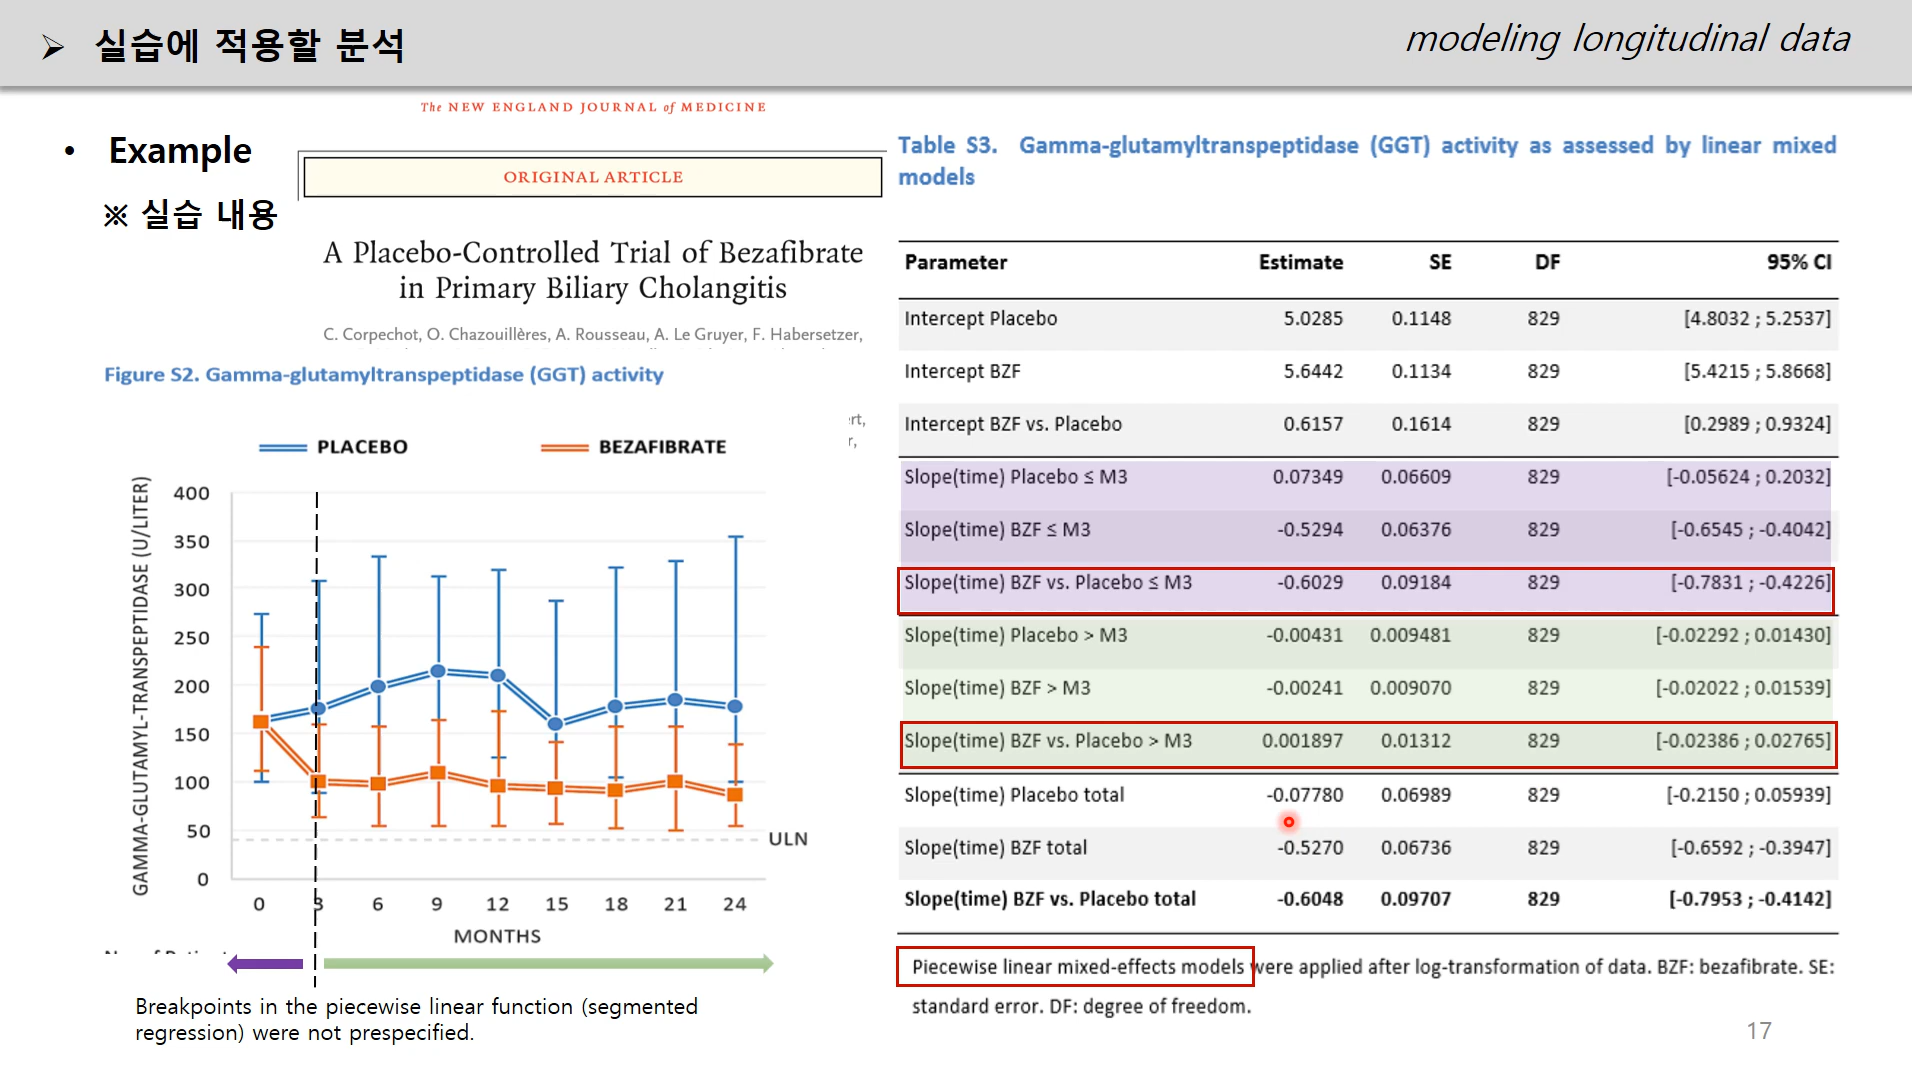 ➢ 실습에 적용할 분석
modeling longitudinal data
• Example
※ 실습 내용
The NEW ENGLAND JOURNAL of MEDICINE
ORIGINAL ARTICLE
A Placebo-Controlled Trial of Bezafibrate
in Primary Biliary Cholangitis
C. Corpechot, O. Chazouillères, A. Rousseau, A. Le Gruyer, F. Habersetzer,
Figure S2. Gamma-glutamyltranspeptidase (GGT) activity
PLACEBO BEZAFIBRATE
GAMMA-GLUTAMYL-TRANSPEPTIDASE (U/LITER)
400
350
300
250
200
150
100
50
0
ULN
0 3 6 9 12 15 18 21 24
MONTHS
Breakpoints in the piecewise linear function (segmented
regression) were not prespecified.
Table S3. Gamma-glutamyltranspeptidase (GGT) activity as assessed by linear mixed
models
Parameter Estimate SE DF 95% CI
Intercept Placebo 5.0285 0.1148 829 [4.8032 ; 5.2537]
Intercept BZF 5.6442 0.1134 829 [5.4215 ; 5.8668]
Intercept BZF vs. Placebo 0.6157 0.1614 829 [0.2989 ; 0.9324]
Slope(time) Placebo ≤ M3 0.07349 0.06609 829 [-0.05624 ; 0.2032]
Slope(time) BZF ≤ M3 -0.5294 0.06376 829 [-0.6545 ; -0.4042]
Slope(time) BZF vs. Placebo ≤ M3 -0.6029 0.09184 829 [-0.7831 ; -0.4226]
Slope(time) Placebo > M3 -0.00431 0.009481 829 [-0.02292 ; 0.01430]
Slope(time) BZF > M3 -0.00241 0.009070 829 [-0.02022 ; 0.01539]
Slope(time) BZF vs. Placebo > M3 0.001897 0.01312 829 [-0.02386 ; 0.02765]
Slope(time) Placebo total -0.07780 0.06989 829 [-0.2150 ; 0.05939]
Slope(time) BZF total -0.5270 0.06736 829 [-0.6592 ; -0.3947]
Slope(time) BZF vs. Placebo total -0.6048 0.09707 829 [-0.7953 ; -0.4142]
Piecewise linear mixed-effects models were applied after log-transformation of data. BZF: bezafibrate. SE:
standard error. DF: degree of freedom.
17